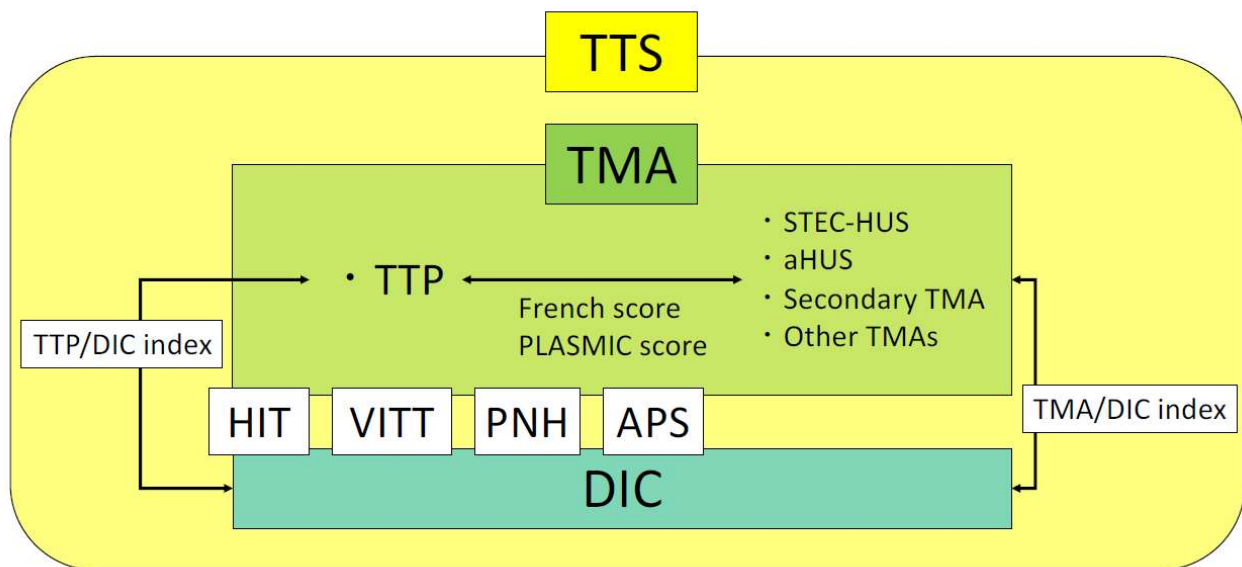 TTS
TMA
・ TTP
French score
PLASMIC score
・ STEC-HUS
・ aHUS
・ Secondary TMA
・ Other TMAs
TTP/DIC index
TMA/DIC index
HIT
VITT
PNH
APS
DIC